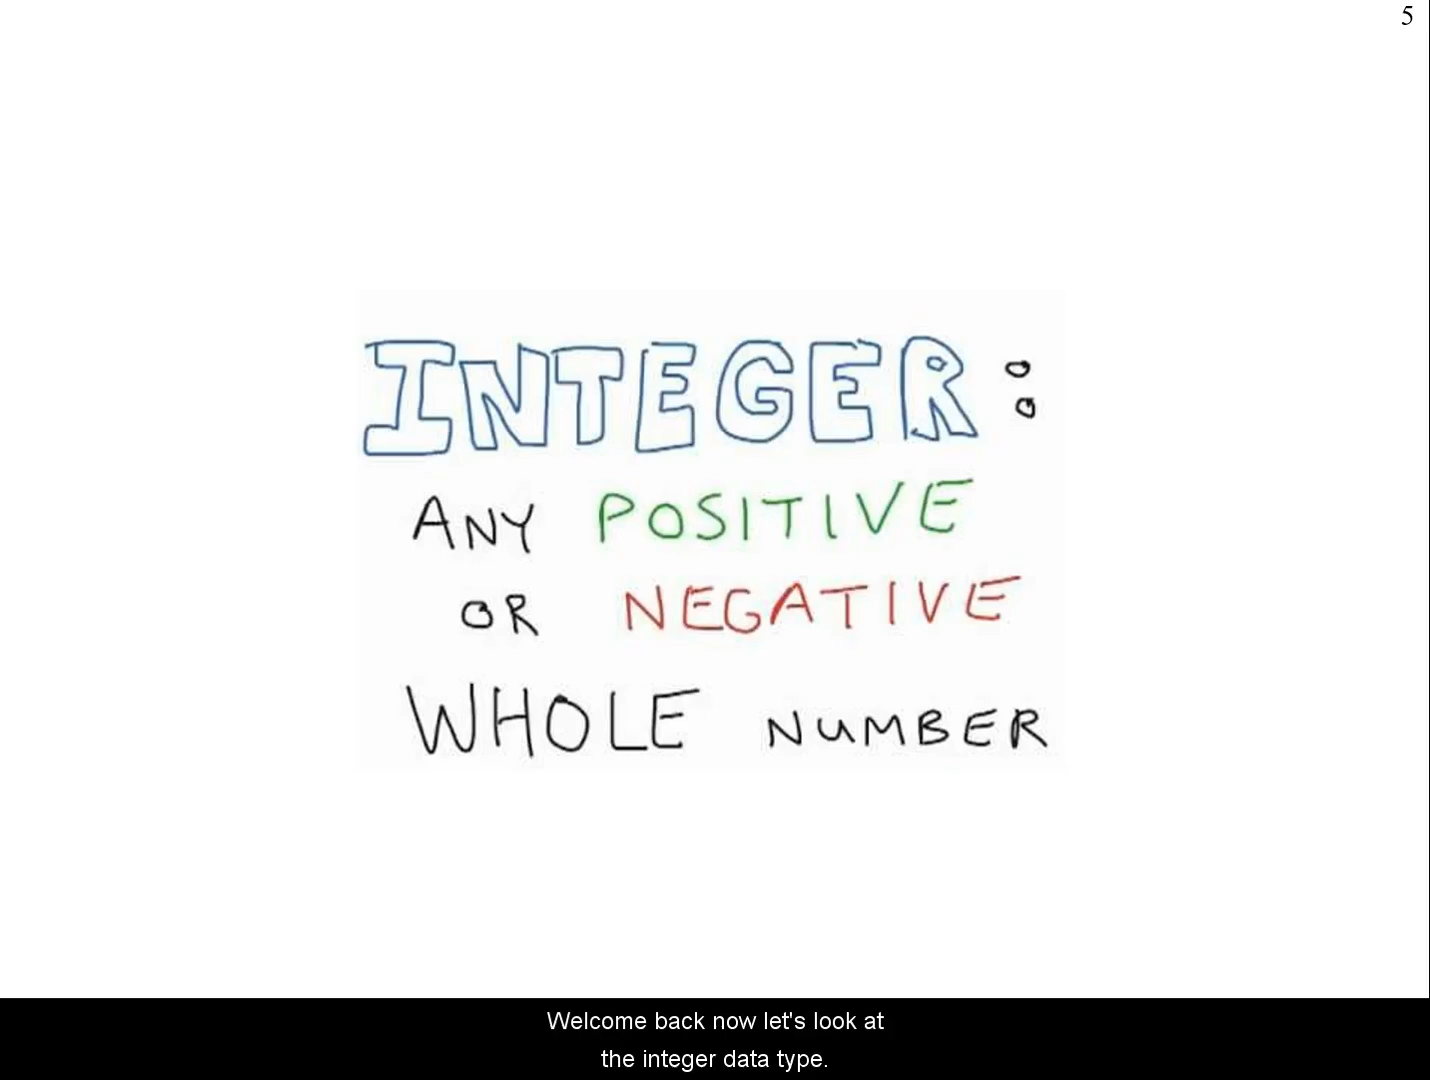 5
INTEGER:
ANY POSITIVE
OR NEGATIVE
WHOLE NUMBER
Welcome back now let's look at
the integer data type.